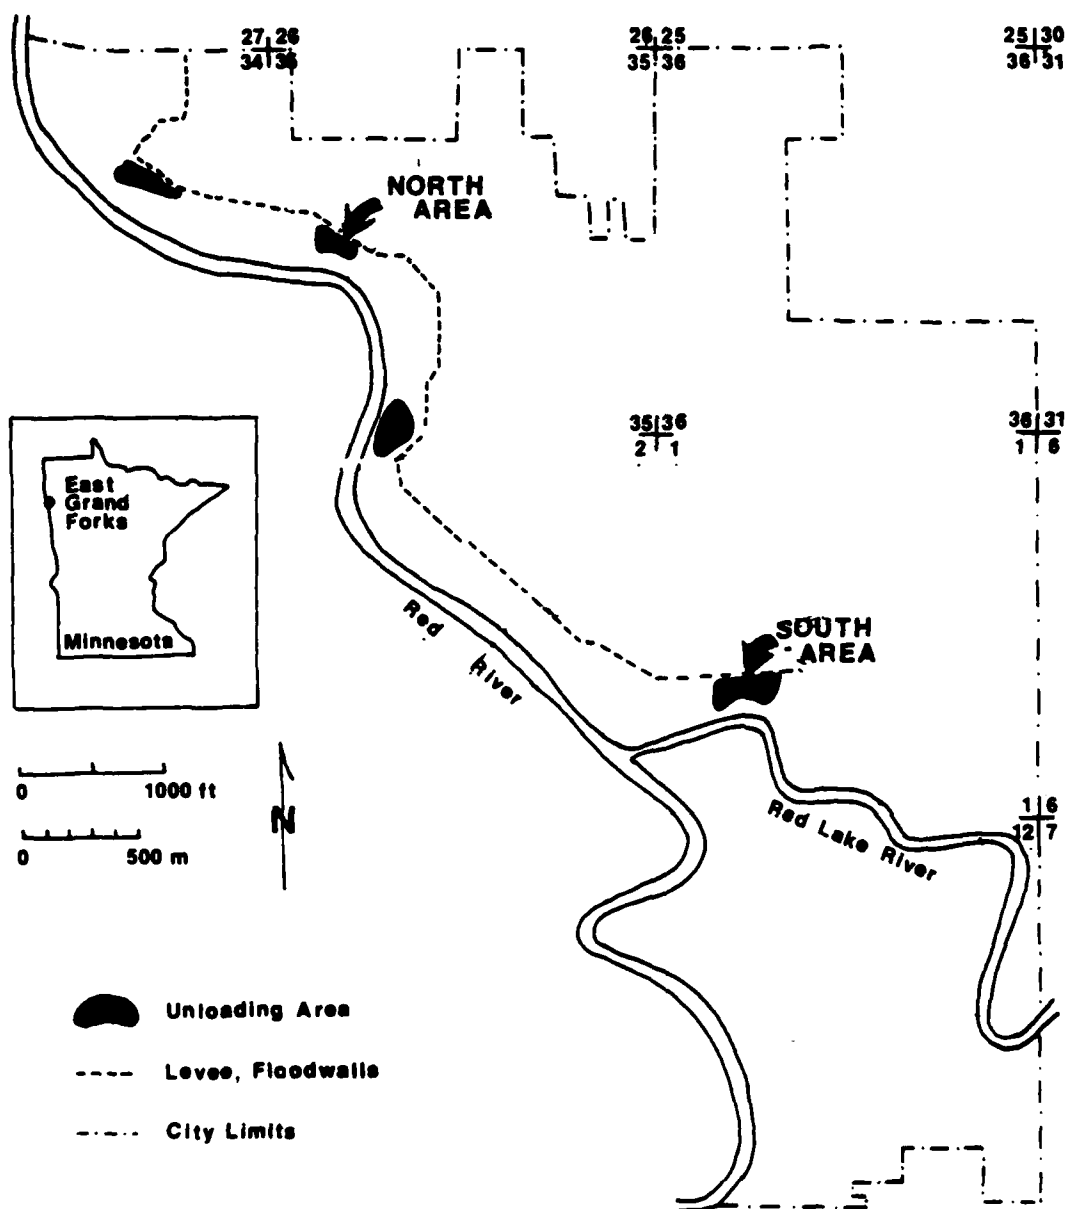 27 26
34 35
26 25
35 36
25 30
36 31
NORTH
AREA
35 36
2 1
36 31
1 6
East
Grand
Forks
Minnesota
Red
River
SOUTH
AREA
0 1000 ft
N
0 500 m
1 6
12 7
Red Lake River
Unloading Area
Levee, Floodwalls
City Limits